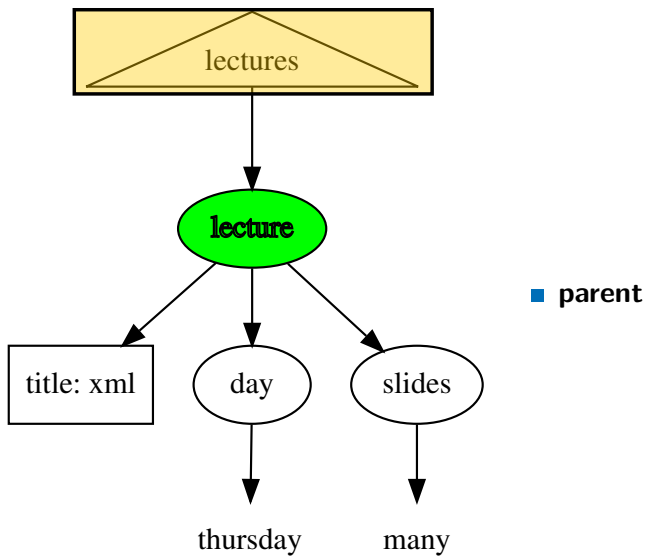 lectures
lecture
parent
title: xml
day
slides
thursday
many